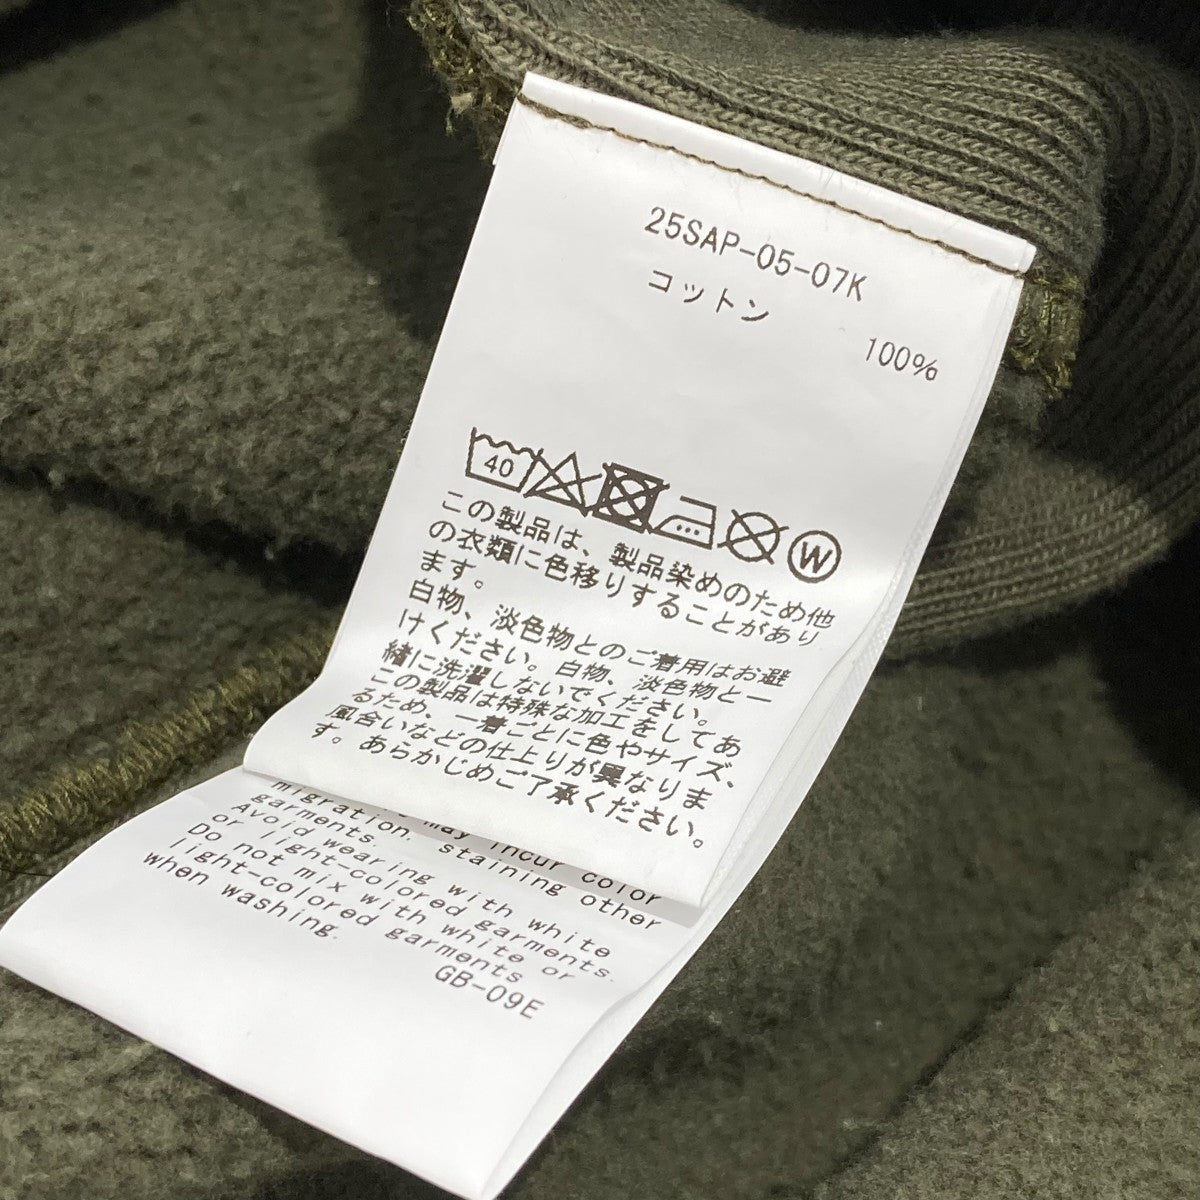 25SAP-05-07K
コットン
100%
40
W
この製品は、製品染めのため他
の衣類に色移りすることがあり
ます。
白物、淡色物とのご着用はお避
けください。白物、淡色物と一
緒に洗濯しないでください。
この製品は特殊な加工をしてあ
るため、一着ごとに色やサイズ、
風合いなどの仕上りが異なりま
す。あらかじめご了承ください。
may incur color
migration. staining other
garments.
Avoid wearing with white
or light-colored garments.
Do not mix with white or
light-colored garments
when washing.
GB-09E